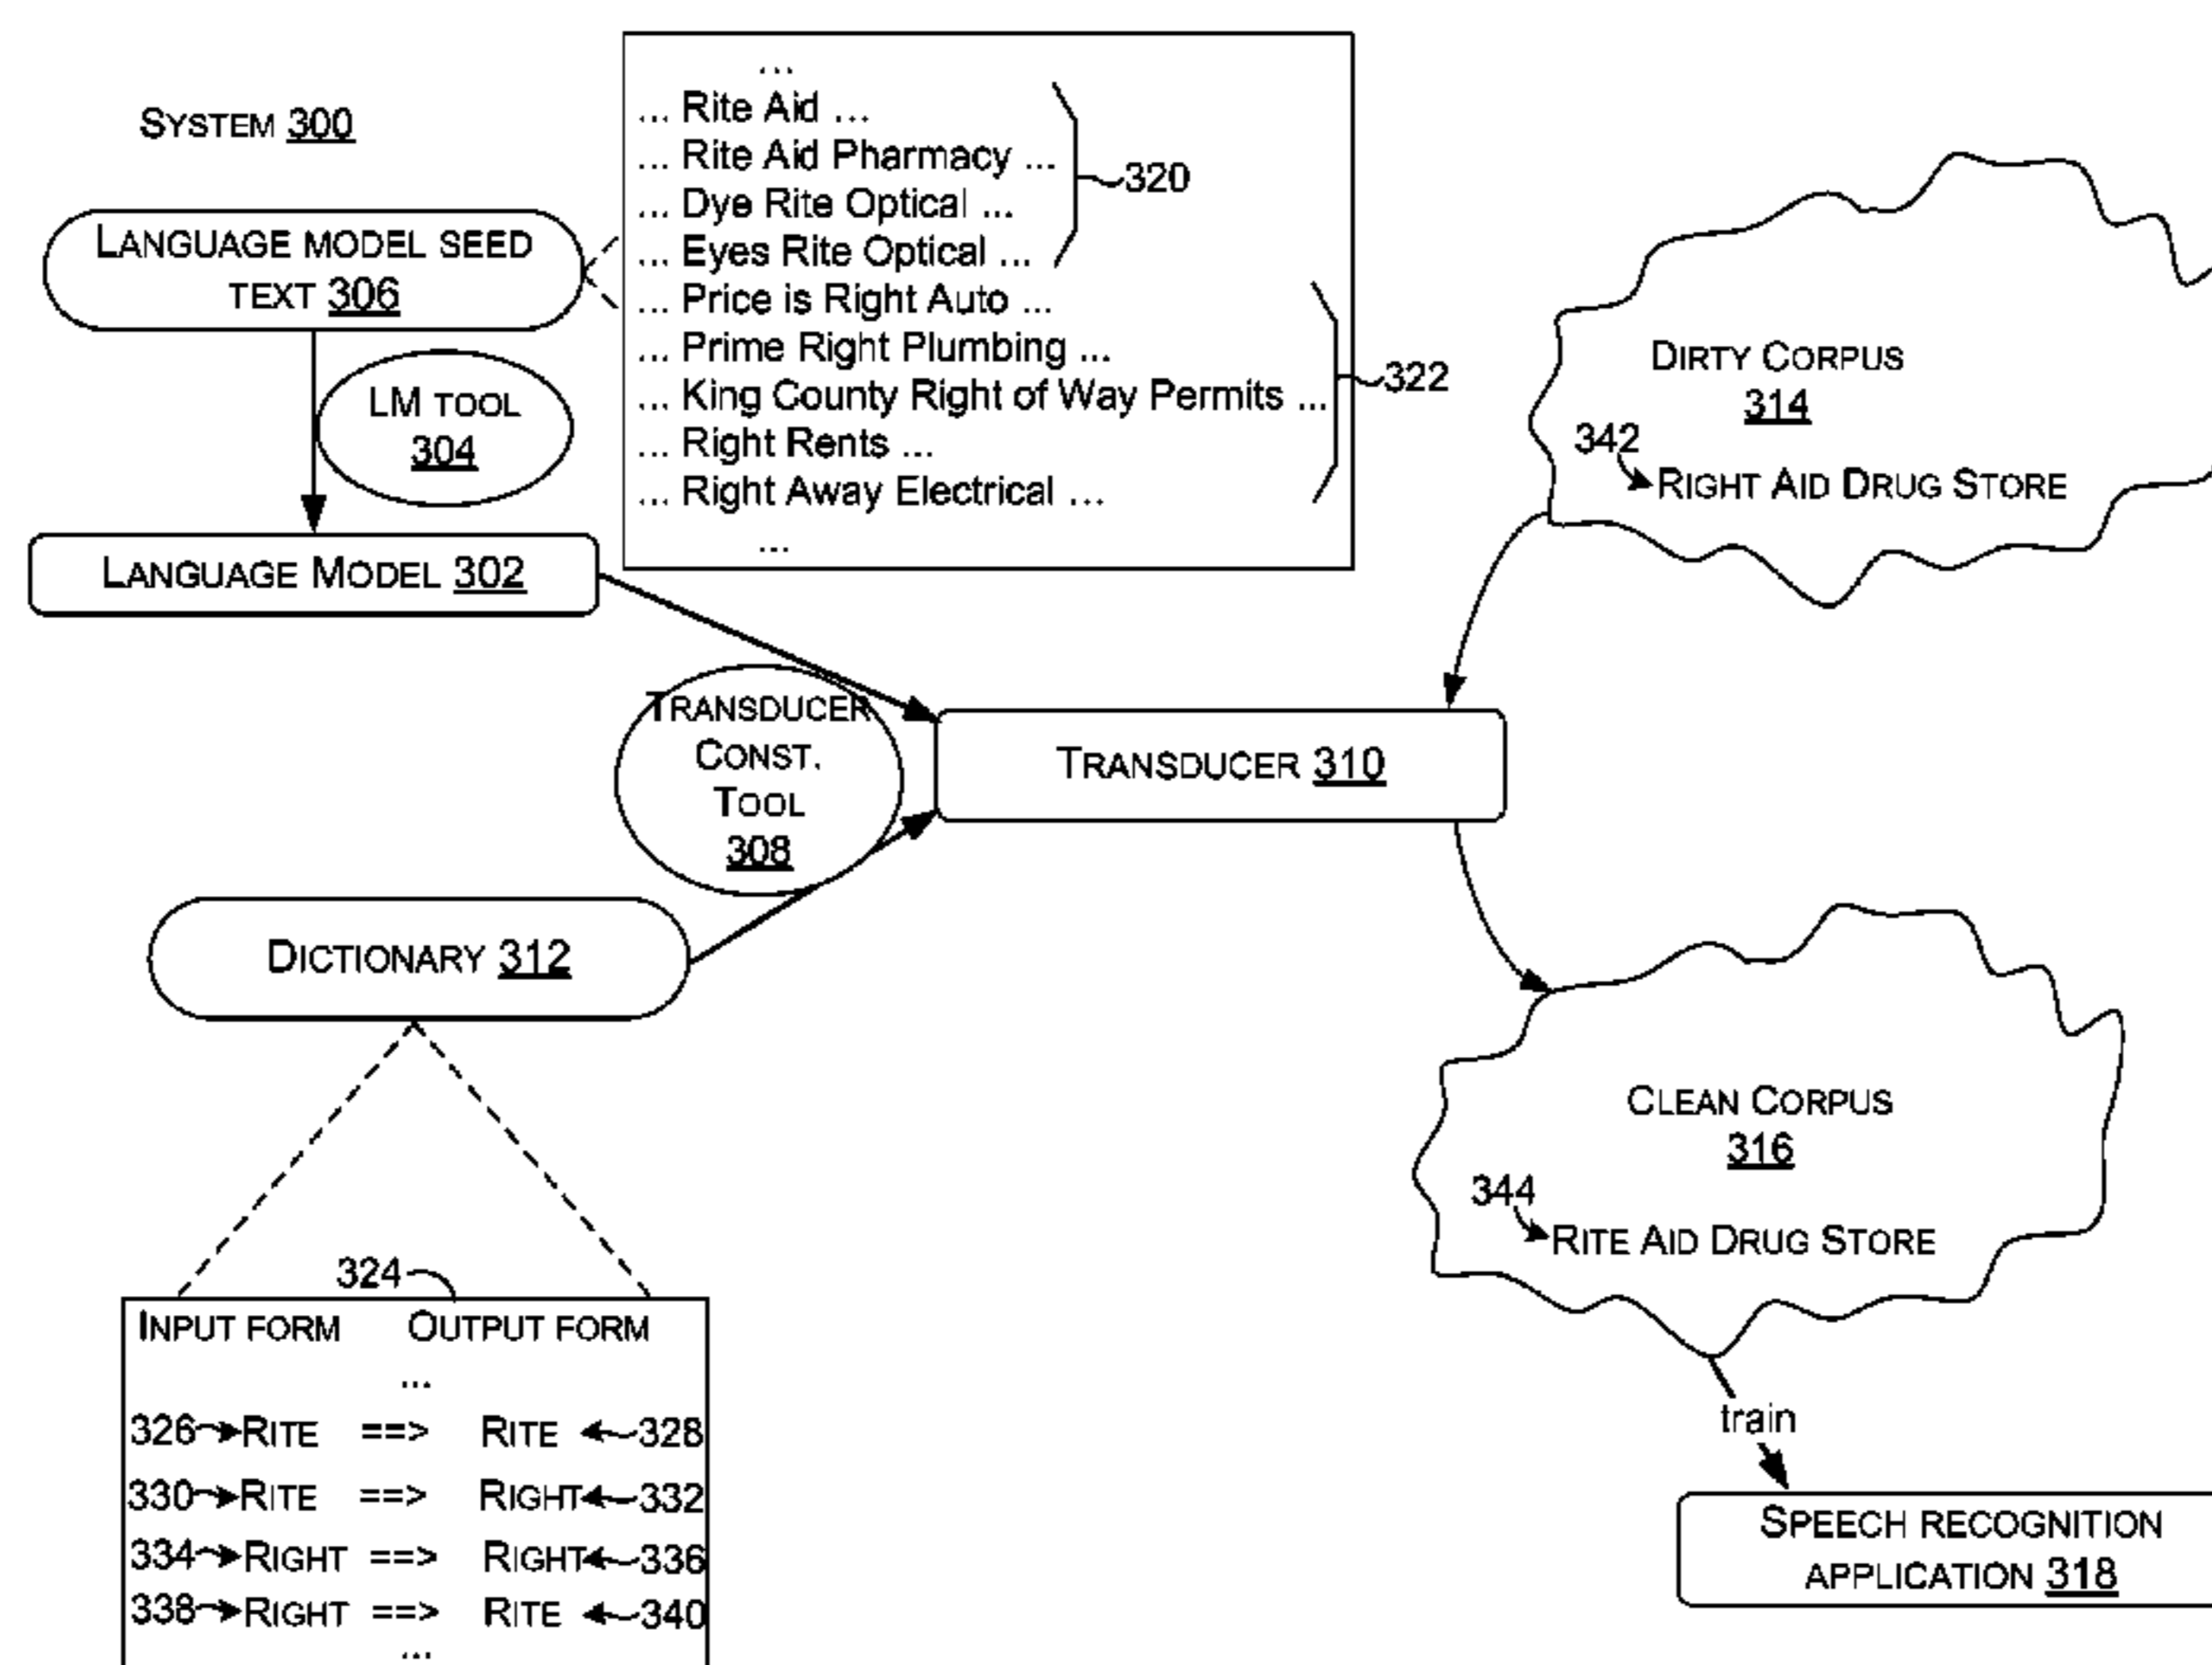 SYSTEM 300
...
... Rite Aid ...
... Rite Aid Pharmacy ...
... Dye Rite Optical ...
... Eyes Rite Optical ...
320
... Price is Right Auto ...
... Prime Right Plumbing ...
... King County Right of Way Permits ...
... Right Rents ...
... Right Away Electrical ...
...
322
LANGUAGE MODEL SEED
TEXT 306
LM TOOL
304
LANGUAGE MODEL 302
DIRTY CORPUS
314
342
RIGHT AID DRUG STORE
TRANSDUCER
CONST.
TOOL
308
TRANSDUCER 310
DICTIONARY 312
CLEAN CORPUS
316
344
RITE AID DRUG STORE
324
INPUT FORM OUTPUT FORM
...
326 RITE ==> RITE 328
330 RITE ==> RIGHT 332
334 RIGHT ==> RIGHT 336
338 RIGHT ==> RITE 340
...
train
SPEECH RECOGNITION
APPLICATION 318